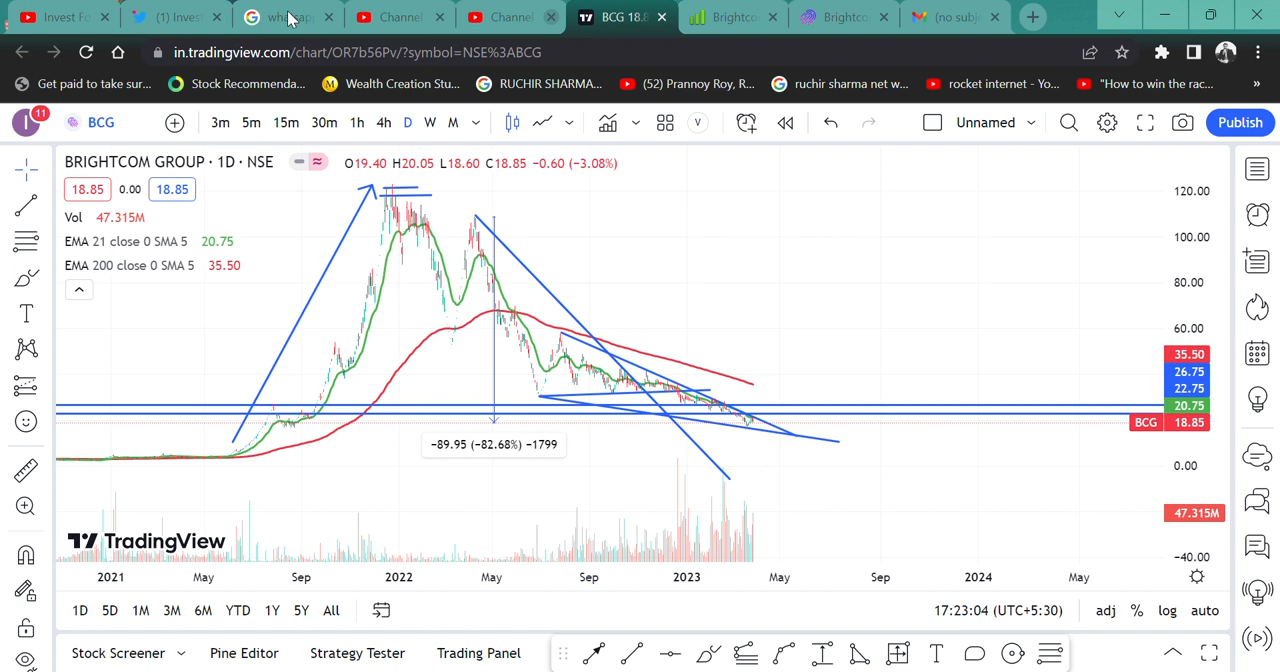 Invest Fo
(1) Invest
whatsapp
Channel
Channel
BCG 18.8
Brightco
Brightco
(no subj
in.tradingview.com/chart/OR7b56Pv/?symbol=NSE%3ABCG
Get paid to take sur...
Stock Recommenda...
Wealth Creation Stu...
RUCHIR SHARMA...
(52) Prannoy Roy, R...
ruchir sharma net w...
rocket internet - Yo...
"How to win the rac...
»
I 11
BCG
3m 5m 15m 30m 1h 4h D W M
V
Unnamed
Publish
BRIGHTCOM GROUP · 1D · NSE
O19.40 H20.05 L18.60 C18.85 −0.60 (−3.08%)
18.85 0.00 18.85
Vol 47.315M
EMA 21 close 0 SMA 5 20.75
EMA 200 close 0 SMA 5 35.50
120.00
100.00
80.00
60.00
35.50
26.75
22.75
20.75
BCG 18.85
−89.95 (−82.68%) −1799
0.00
47.315M
−40.00
TradingView
2021 May Sep 2022 May Sep 2023 May Sep 2024 May
1D 5D 1M 3M 6M YTD 1Y 5Y All
17:23:04 (UTC+5:30) adj % log auto
Stock Screener Pine Editor Strategy Tester Trading Panel
T
T